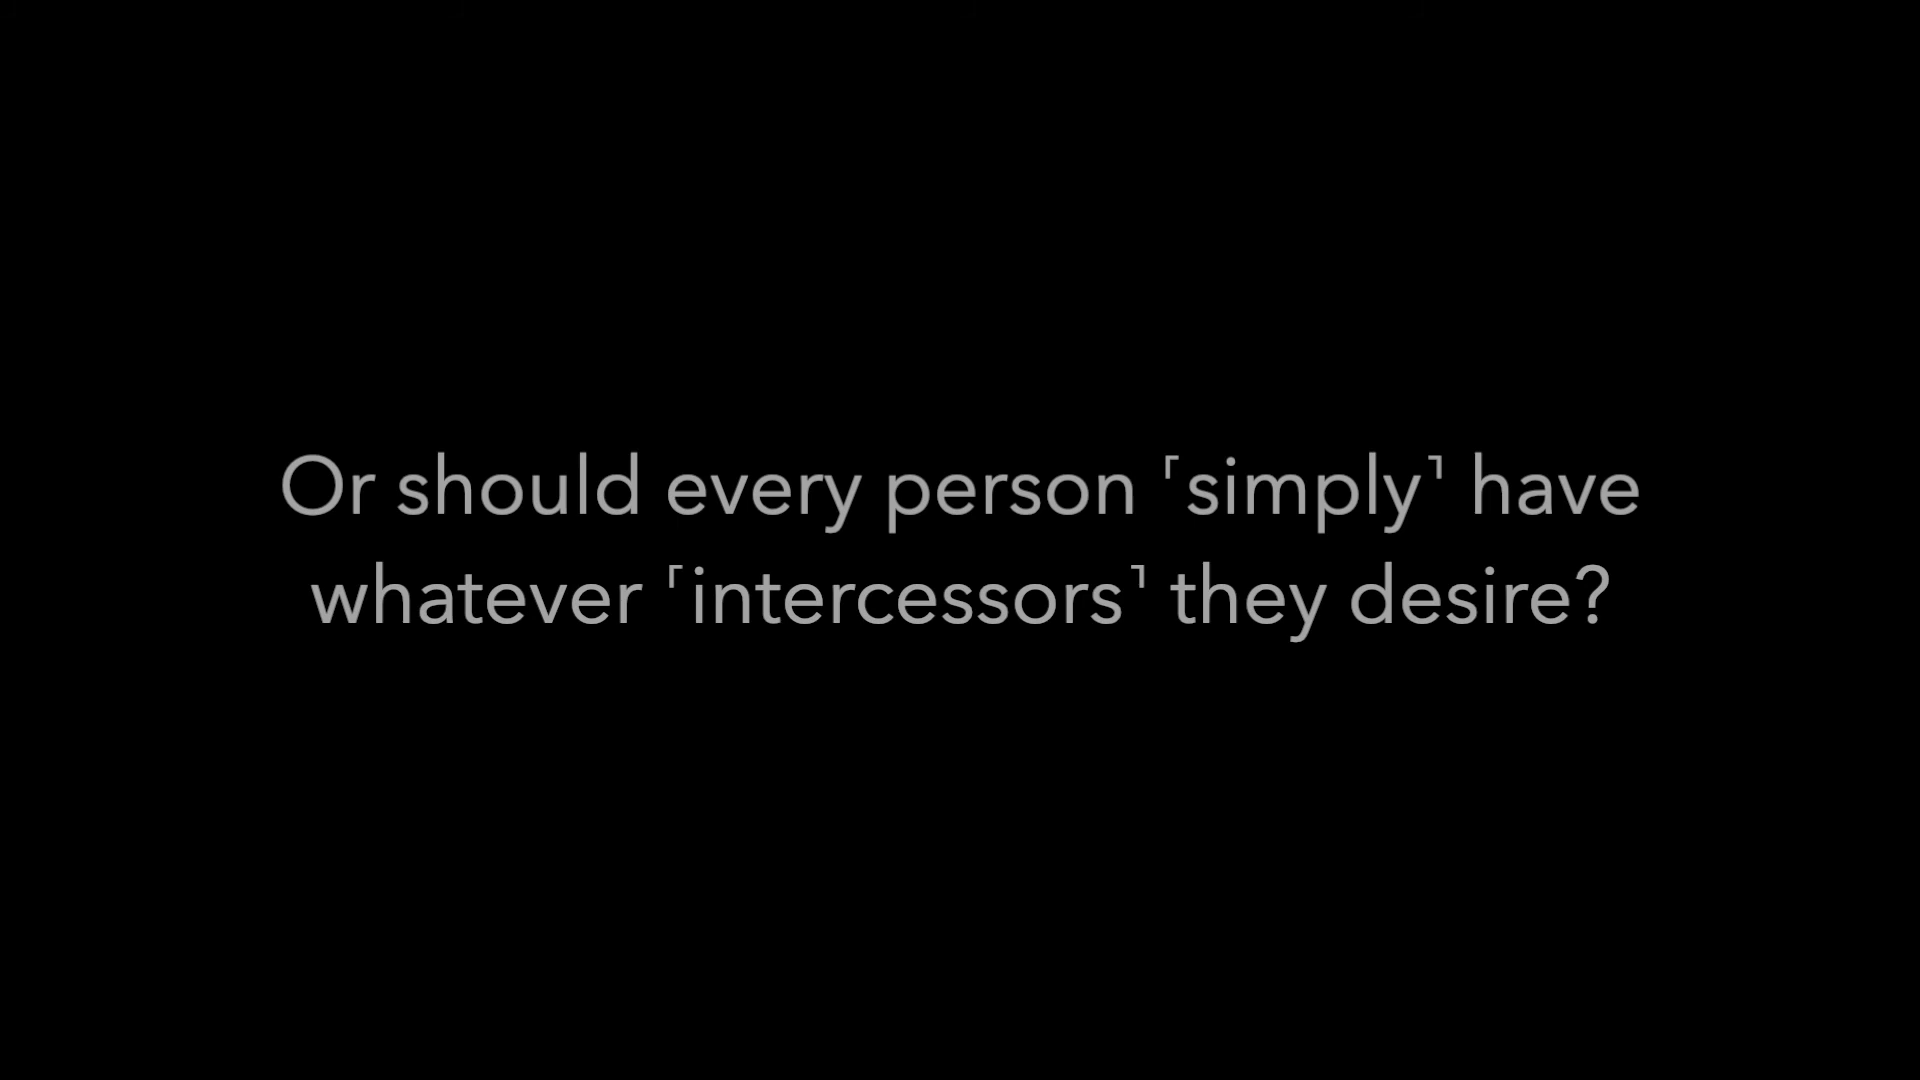 Or should every person ˹simply˺ have
whatever ˹intercessors˺ they desire?